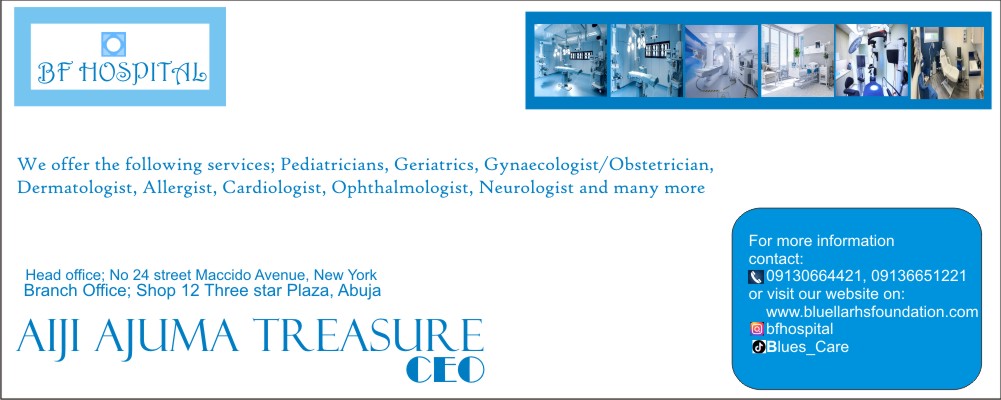 BF HOSPITAL
We offer the following services; Pediatricians, Geriatrics, Gynaecologist/Obstetrician,
Dermatologist, Allergist, Cardiologist, Ophthalmologist, Neurologist and many more
Head office; No 24 street Maccido Avenue, New York
Branch Office; Shop 12 Three star Plaza, Abuja
AIJI AJUMA TREASURE
CEO
For more information
contact:
09130664421, 09136651221
or visit our website on:
www.bluellarhsfoundation.com
bfhospital
Blues_Care